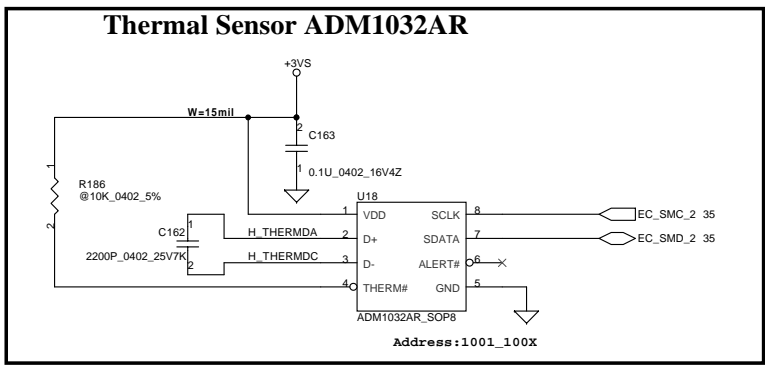 Thermal Sensor ADM1032AR
+3VS
W=15mil
2
C163
1
0.1U_0402_16V4Z
1
R186
@10K_0402_5%
2
U18
1 VDD SCLK 8 EC_SMC_2 35
C162 1 H_THERMDA 2 D+ SDATA 7 EC_SMD_2 35
2200P_0402_25V7K 2 H_THERMDC 3 D- ALERT# 6
4 THERM# GND 5
ADM1032AR_SOP8
Address:1001_100X